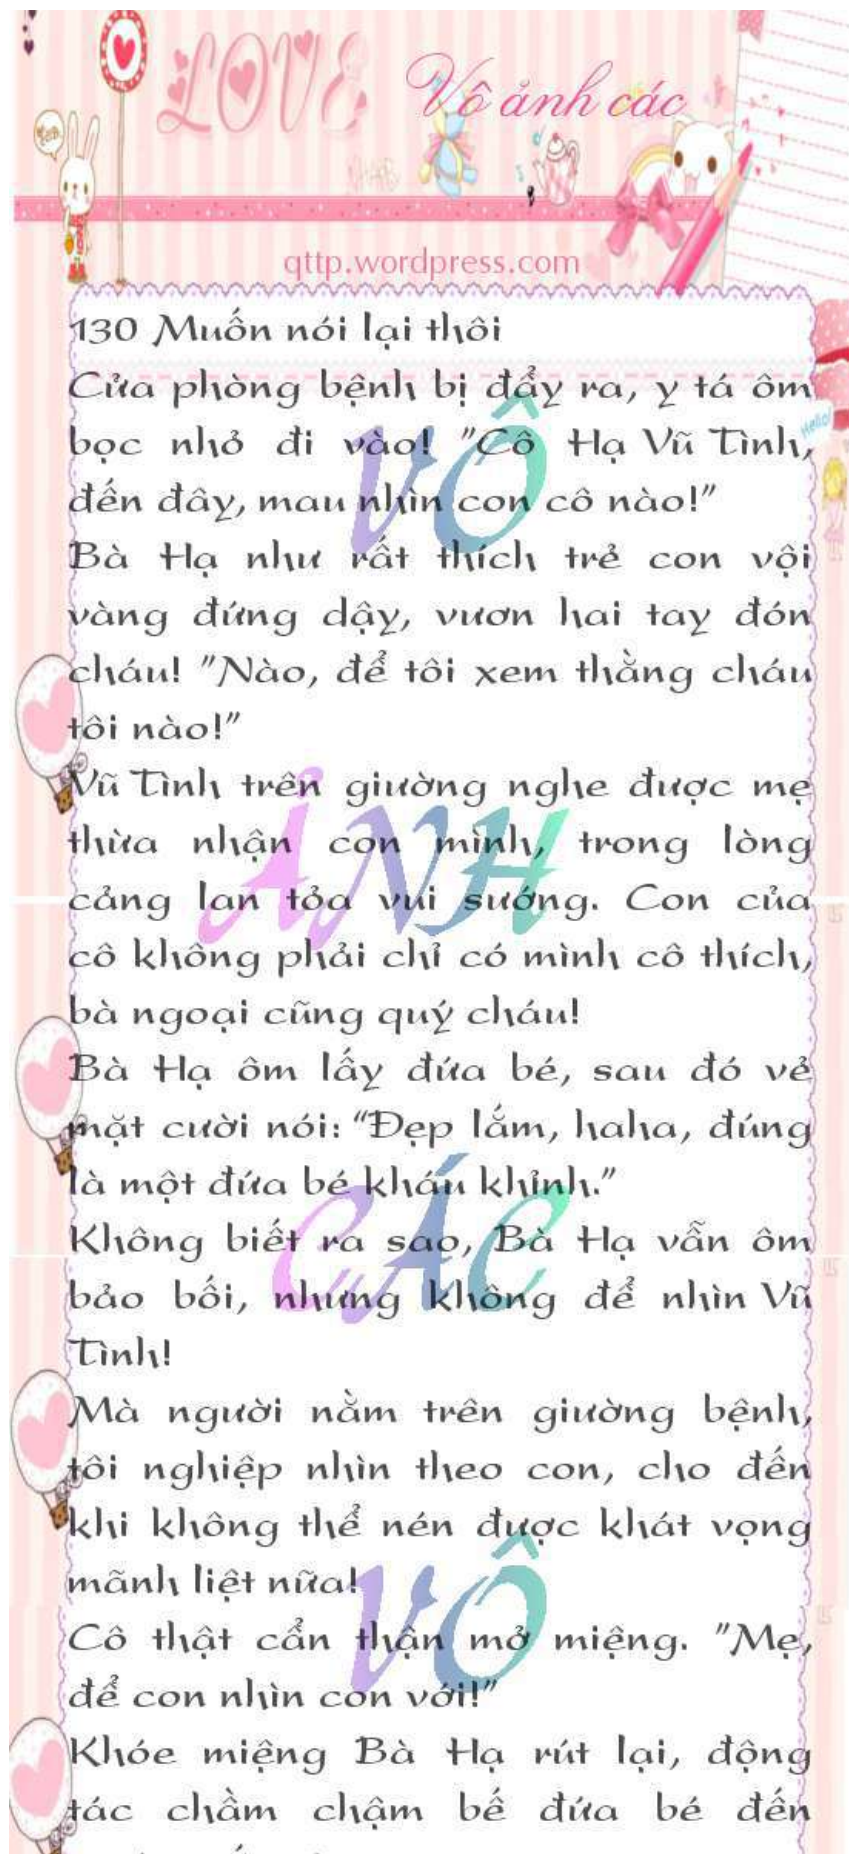 LOVE
Vô ảnh các
qttp.wordpress.com
130 Muốn nói lại thôi
Cửa phòng bệnh bị đẩy ra, y tá ôm
bọc nhỏ đi vào! "Cô Hạ Vũ Tình,
Hello!
đến đây, mau nhìn con cô nào!"
Bà Hạ như rất thích trẻ con vội
vàng đứng dậy, vươn hai tay đón
cháu! "Nào, để tôi xem thằng cháu
tôi nào!"
Vũ Tình trên giường nghe được mẹ
thừa nhận con mình, trong lòng
cảng lan tỏa vui sướng. Con của
cô không phải chỉ có mình cô thích,
bà ngoại cũng quý cháu!
Bà Hạ ôm lấy đứa bé, sau đó vẻ
mặt cười nói: “Đẹp lắm, haha, đúng
là một đứa bé kháu khỉnh.”
Không biết ra sao, Bà Hạ vẫn ôm
bảo bối, nhưng không để nhìn Vũ
Tình!
Mà người nằm trên giường bệnh,
tôi nghiệp nhìn theo con, cho đến
khi không thể nén được khát vọng
mãnh liệt nữa!
Cô thật cẩn thận mở miệng. "Mẹ,
để con nhìn con với!"
Khóe miệng Bà Hạ rút lại, động
tác chầm chậm bế đứa bé đến
VÔ
ẢNH
CÁC
VÔ